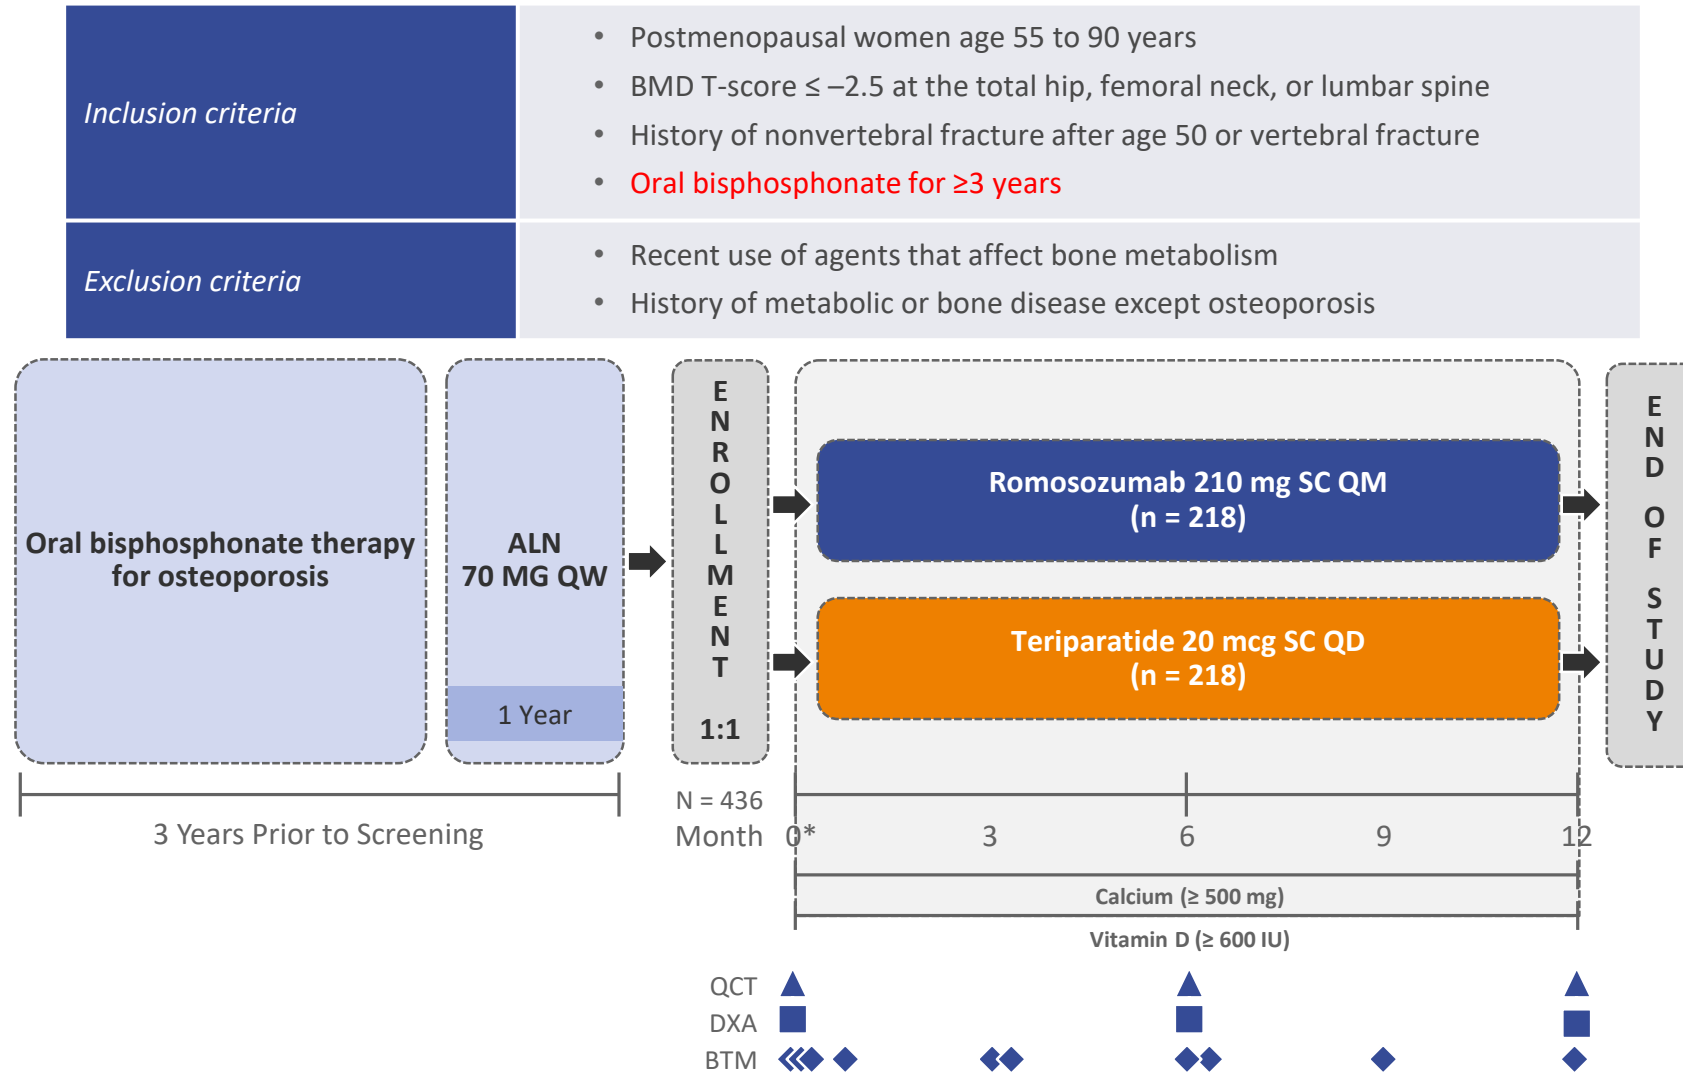 Inclusion criteria
• Postmenopausal women age 55 to 90 years
• BMD T-score ≤ –2.5 at the total hip, femoral neck, or lumbar spine
• History of nonvertebral fracture after age 50 or vertebral fracture
• Oral bisphosphonate for ≥3 years
Exclusion criteria
• Recent use of agents that affect bone metabolism
• History of metabolic or bone disease except osteoporosis
Oral bisphosphonate therapy
for osteoporosis
ALN
70 MG QW
1 Year
ENROLLMENT
1:1
Romosozumab 210 mg SC QM
(n = 218)
Teriparatide 20 mcg SC QD
(n = 218)
END OF STUDY
3 Years Prior to Screening
N = 436
Month 0* 3 6 9 12
Calcium (≥ 500 mg)
Vitamin D (≥ 600 IU)
QCT
DXA
BTM